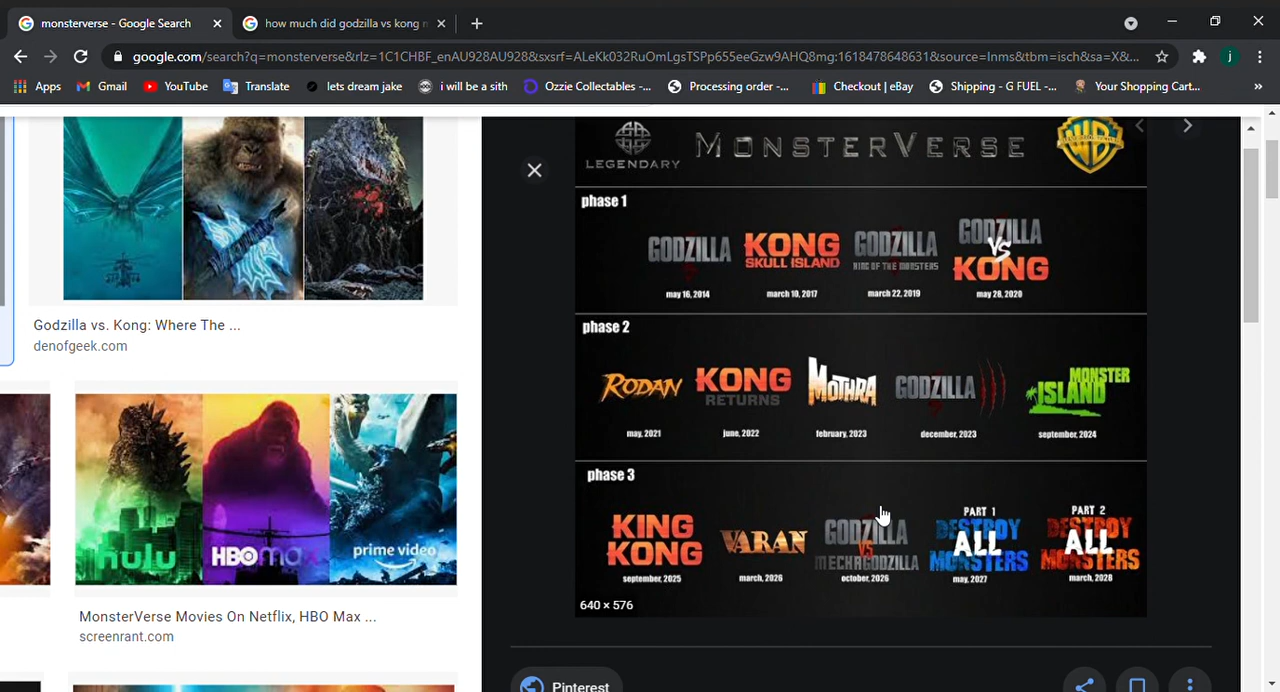 monsterverse - Google Search
how much did godzilla vs kong n
google.com/search?q=monsterverse&rlz=1C1CHBF_enAU928AU928&sxsrf=ALeKk032RuOmLgsTSPp655eeGzw9AHQ8mg:1618478648631&source=lnms&tbm=isch&sa=X&...
j
Apps Gmail YouTube Translate lets dream jake i will be a sith Ozzie Collectables -... Processing order -... Checkout | eBay Shipping - G FUEL -... Your Shopping Cart... »
Godzilla vs. Kong: Where The ...
denofgeek.com
hulu HBOmax prime video
MonsterVerse Movies On Netflix, HBO Max ...
screenrant.com
LEGENDARY MONSTERVERSE WB
phase 1
GODZILLA KONG SKULL ISLAND GODZILLA KING OF THE MONSTERS GODZILLA VS KONG
may 16, 2014 march 10, 2017 march 22, 2019 may 28, 2020
phase 2
RODAN KONG RETURNS MOTHRA GODZILLA MONSTER ISLAND
may, 2021 june, 2022 february, 2023 december, 2023 september, 2024
phase 3
KING KONG VARAN GODZILLA VS MECHAGODZILLA PART 1 DESTROY ALL MONSTERS PART 2 DESTROY ALL MONSTERS
september, 2025 march, 2026 october, 2026 may, 2027 march, 2028
640 × 576
Pinterest